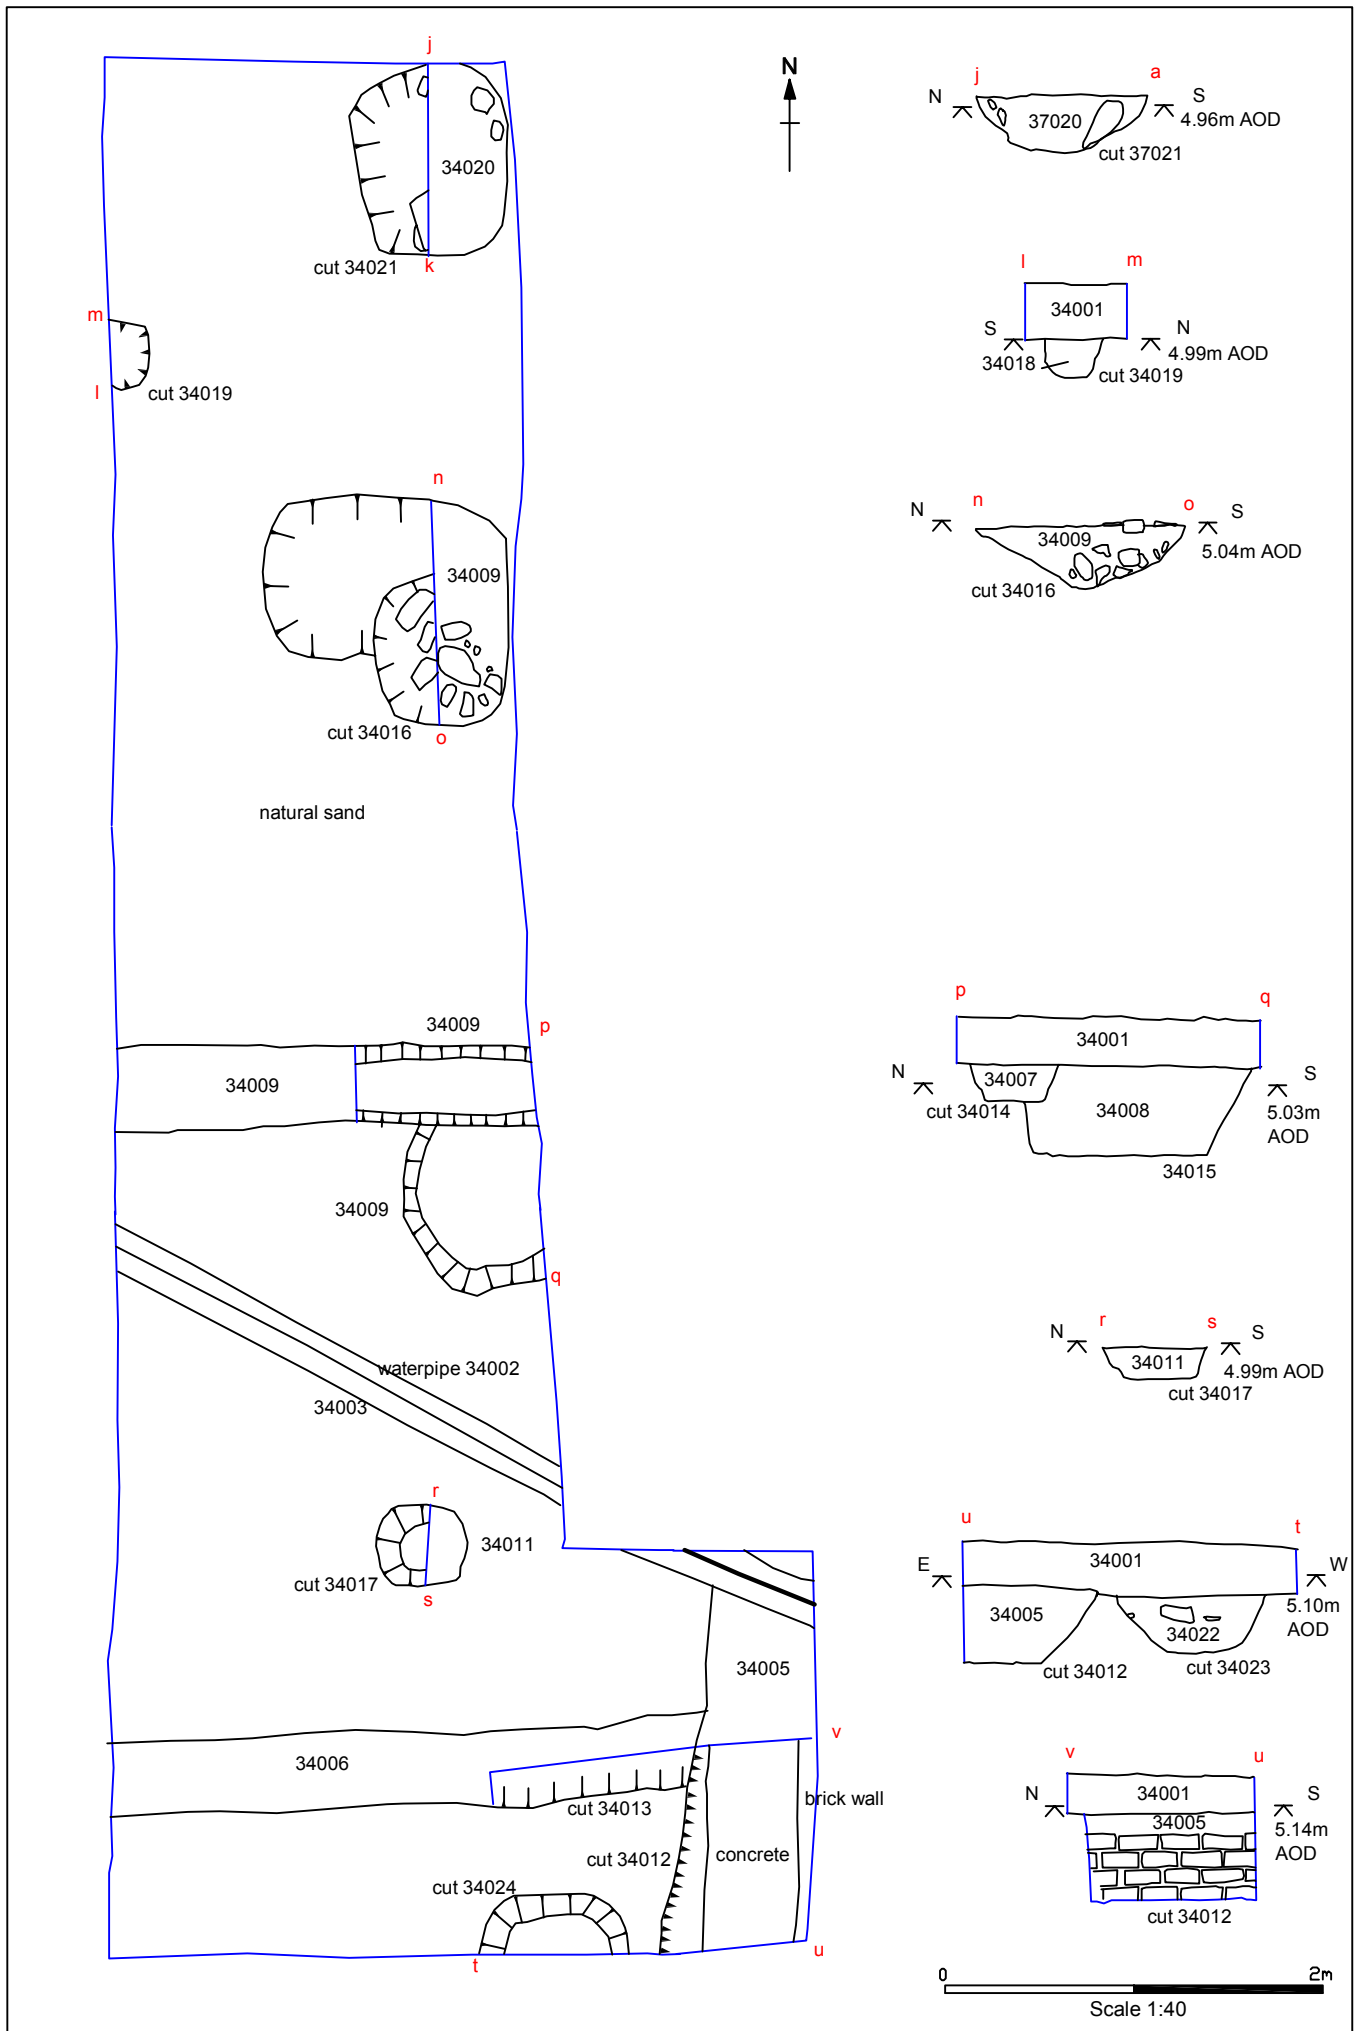 j
34020
cut 34021
k
m
l
cut 34019
n
34009
cut 34016
o
natural sand
34009
p
34009
34009
q
waterpipe 34002
34003
r
34011
cut 34017
s
34005
v
34006
cut 34013
brick wall
cut 34012
concrete
cut 34024
t
u
N
j
a
N
S
37020
4.96m AOD
cut 37021
l
m
34001
S
N
34018
4.99m AOD
cut 34019
n
o
N
S
34009
5.04m AOD
cut 34016
p
q
34001
N
S
34007
cut 34014
34008
5.03m
AOD
34015
r
s
N
S
34011
4.99m AOD
cut 34017
u
t
34001
E
W
34005
5.10m
AOD
34022
cut 34012
cut 34023
v
u
34001
N
S
34005
5.14m
AOD
cut 34012
0
2m
Scale 1:40